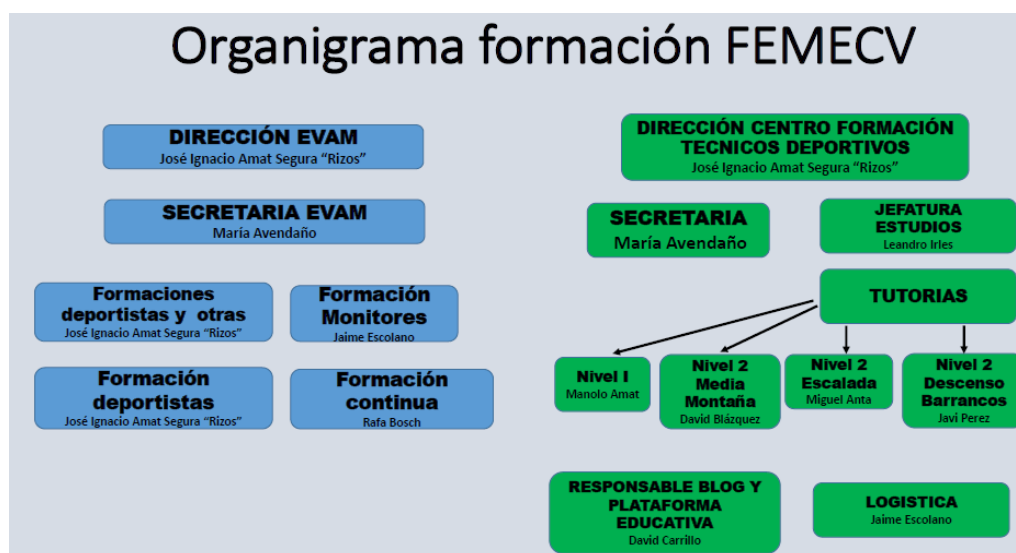 Organigrama formación FEMECV
DIRECCIÓN EVAM
José Ignacio Amat Segura “Rizos”
SECRETARIA EVAM
María Avendaño
Formaciones
deportistas y otras
José Ignacio Amat Segura “Rizos”
Formación
Monitores
Jaime Escolano
Formación
deportistas
José Ignacio Amat Segura “Rizos”
Formación
continua
Rafa Bosch
DIRECCIÓN CENTRO FORMACIÓN
TECNICOS DEPORTIVOS
José Ignacio Amat Segura “Rizos”
SECRETARIA
María Avendaño
JEFATURA
ESTUDIOS
Leandro Irles
TUTORIAS
Nivel I
Manolo Amat
Nivel 2
Media
Montaña
David Blázquez
Nivel 2
Escalada
Miguel Anta
Nivel 2
Descenso
Barrancos
Javi Perez
RESPONSABLE BLOG Y
PLATAFORMA
EDUCATIVA
David Carrillo
LOGISTICA
Jaime Escolano